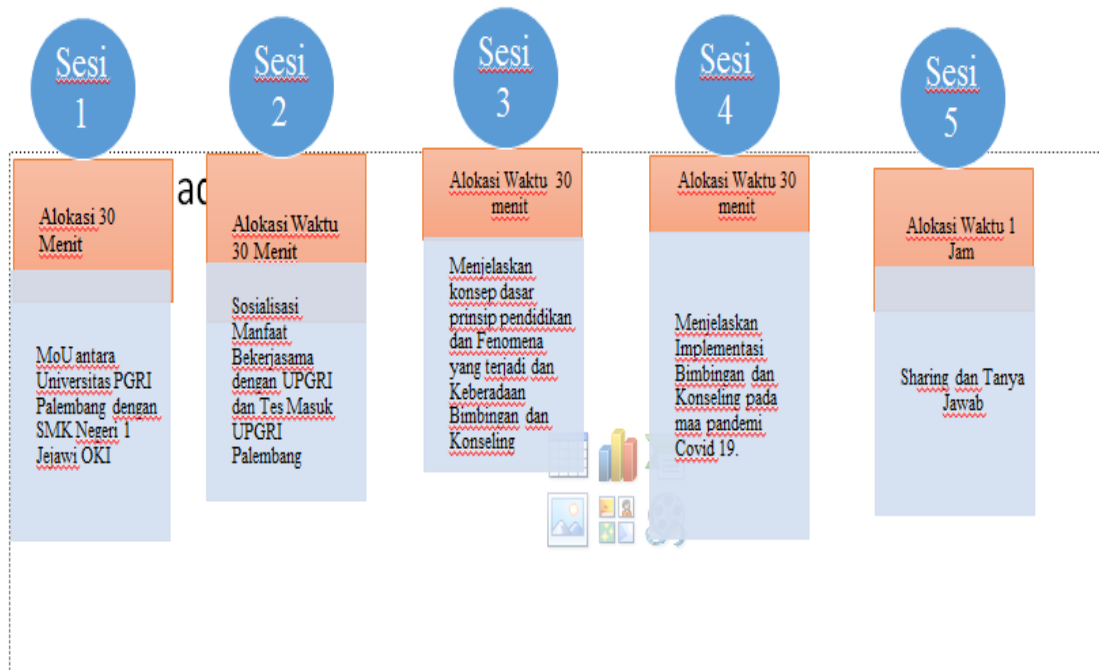 Sesi
1
Alokasi 30
Menit
MoU antara
Universitas PGRI
Palembang dengan
SMK Negeri 1
Jejawi OKI
ad
Sesi
2
Alokasi Waktu
30 Menit
Sosialisasi
Manfaat
Bekerjasama
dengan UPGRI
dan Tes Masuk
UPGRI
Palembang
Sesi
3
Alokasi Waktu 30
menit
Menjelaskan
konsep dasar
prinsip pendidikan
dan Fenomena
yang terjadi dan
Keberadaan
Bimbingan dan
Konseling
Sesi
4
Alokasi Waktu 30
menit
Menjelaskan
Implementasi
Bimbingan dan
Konseling pada
maa pandemi
Covid 19.
Sesi
5
Alokasi Waktu 1
Jam
Sharing dan Tanya
Jawab